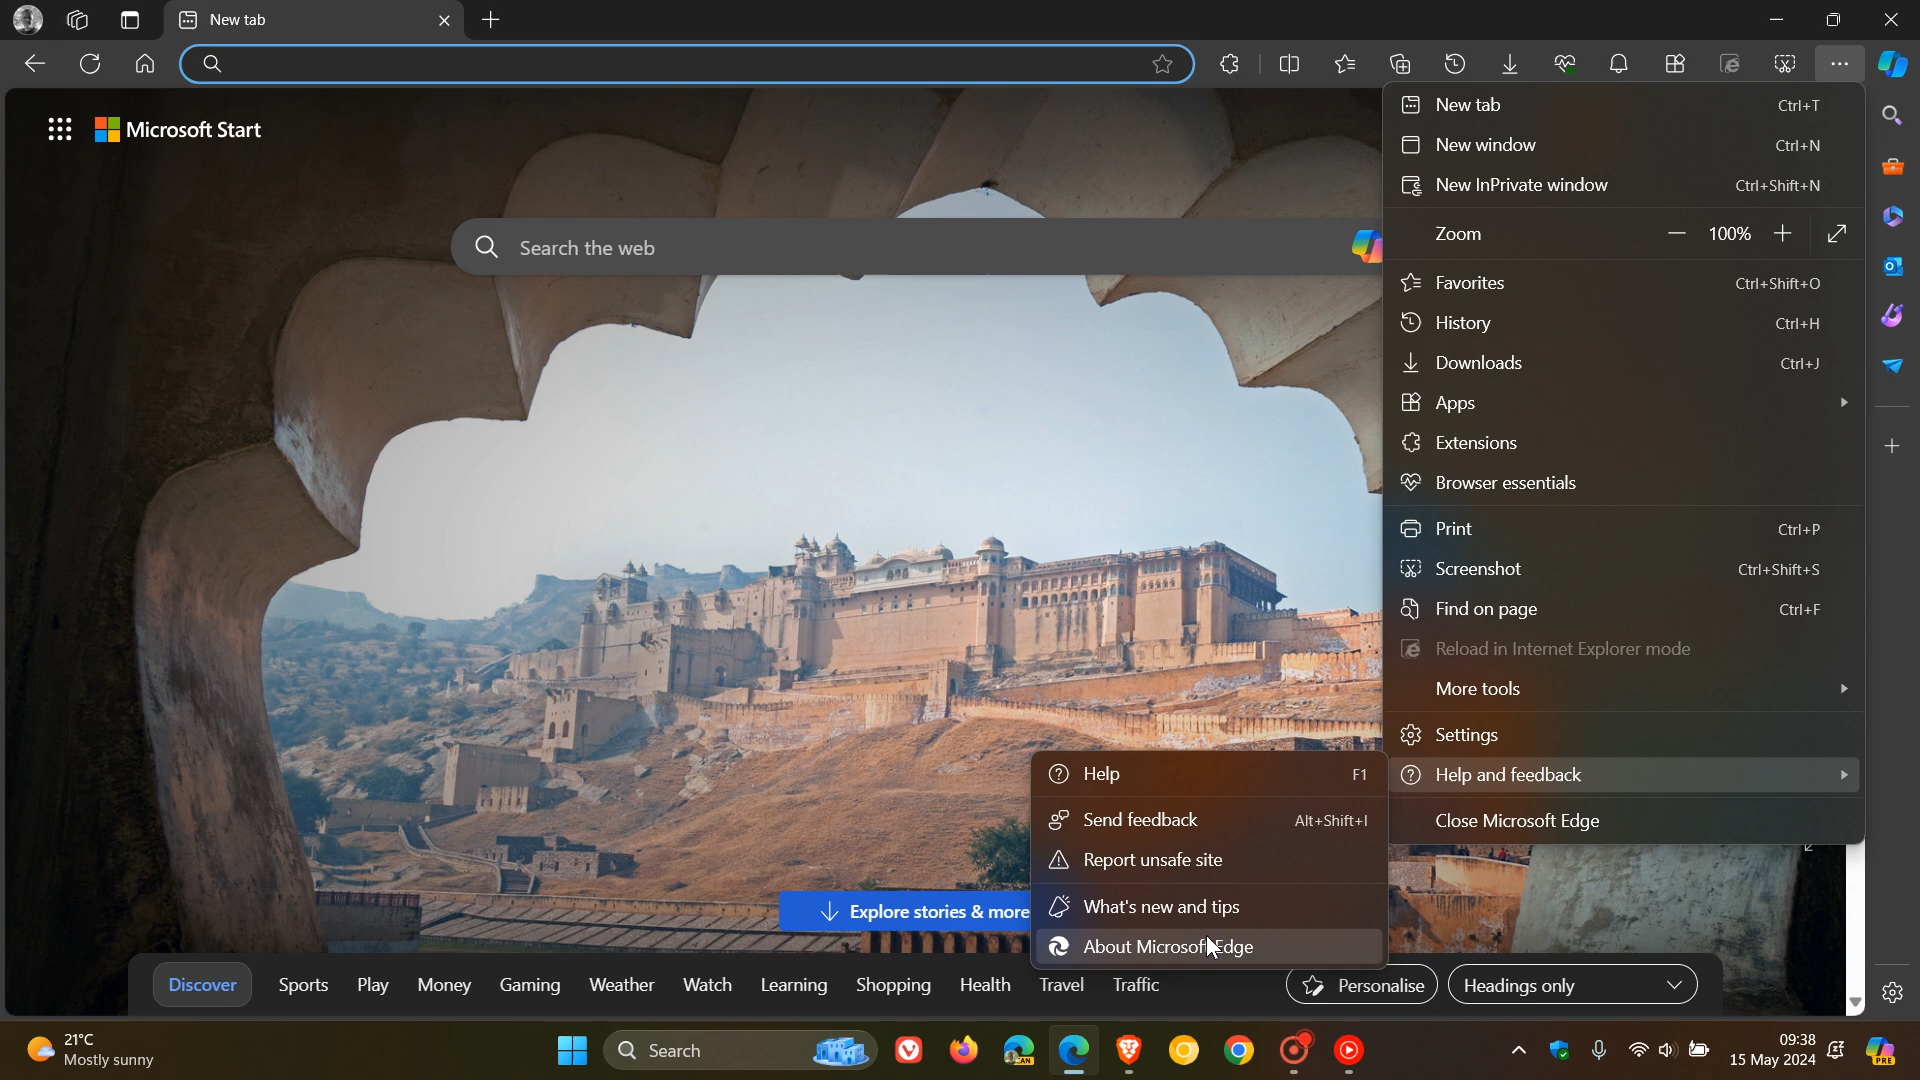 New tab
Microsoft Start
Search the web
New tab Ctrl+T
New window Ctrl+N
New InPrivate window Ctrl+Shift+N
Zoom 100%
Favorites Ctrl+Shift+O
History Ctrl+H
Downloads Ctrl+J
Apps
Extensions
Browser essentials
Print Ctrl+P
Screenshot Ctrl+Shift+S
Find on page Ctrl+F
Reload in Internet Explorer mode
More tools
Settings
Help and feedback
Close Microsoft Edge
Help F1
Send feedback Alt+Shift+I
Report unsafe site
What's new and tips
About Microsoft Edge
Explore stories & more
Discover Sports Play Money Gaming Weather Watch Learning Shopping Health Travel Traffic Personalise Headings only
21°C
Mostly sunny
Search
CAN
09:38
15 May 2024
PRE